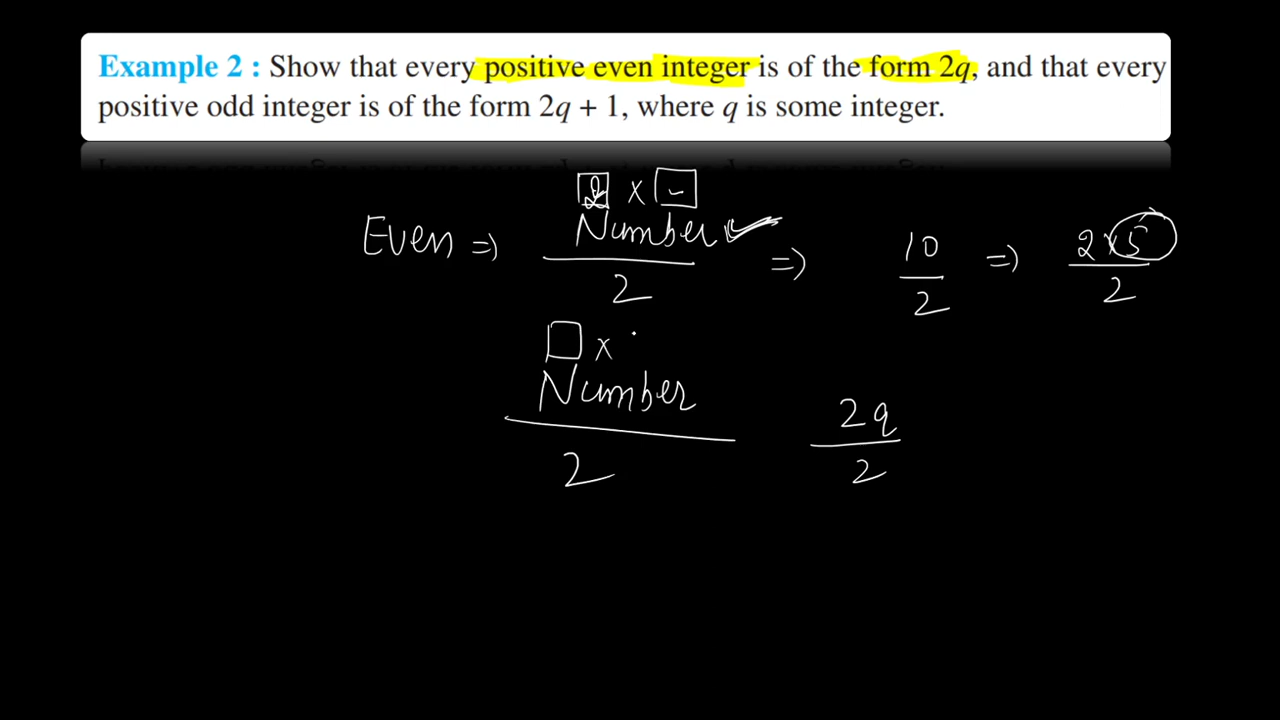 Example 2 : Show that every positive even integer is of the form 2q, and that every
positive odd integer is of the form 2q + 1, where q is some integer.
2 × -
Even ⇒ Number / 2 ⇒ 10 / 2 ⇒ 2×5 / 2
□ ×
Number / 2 2q / 2